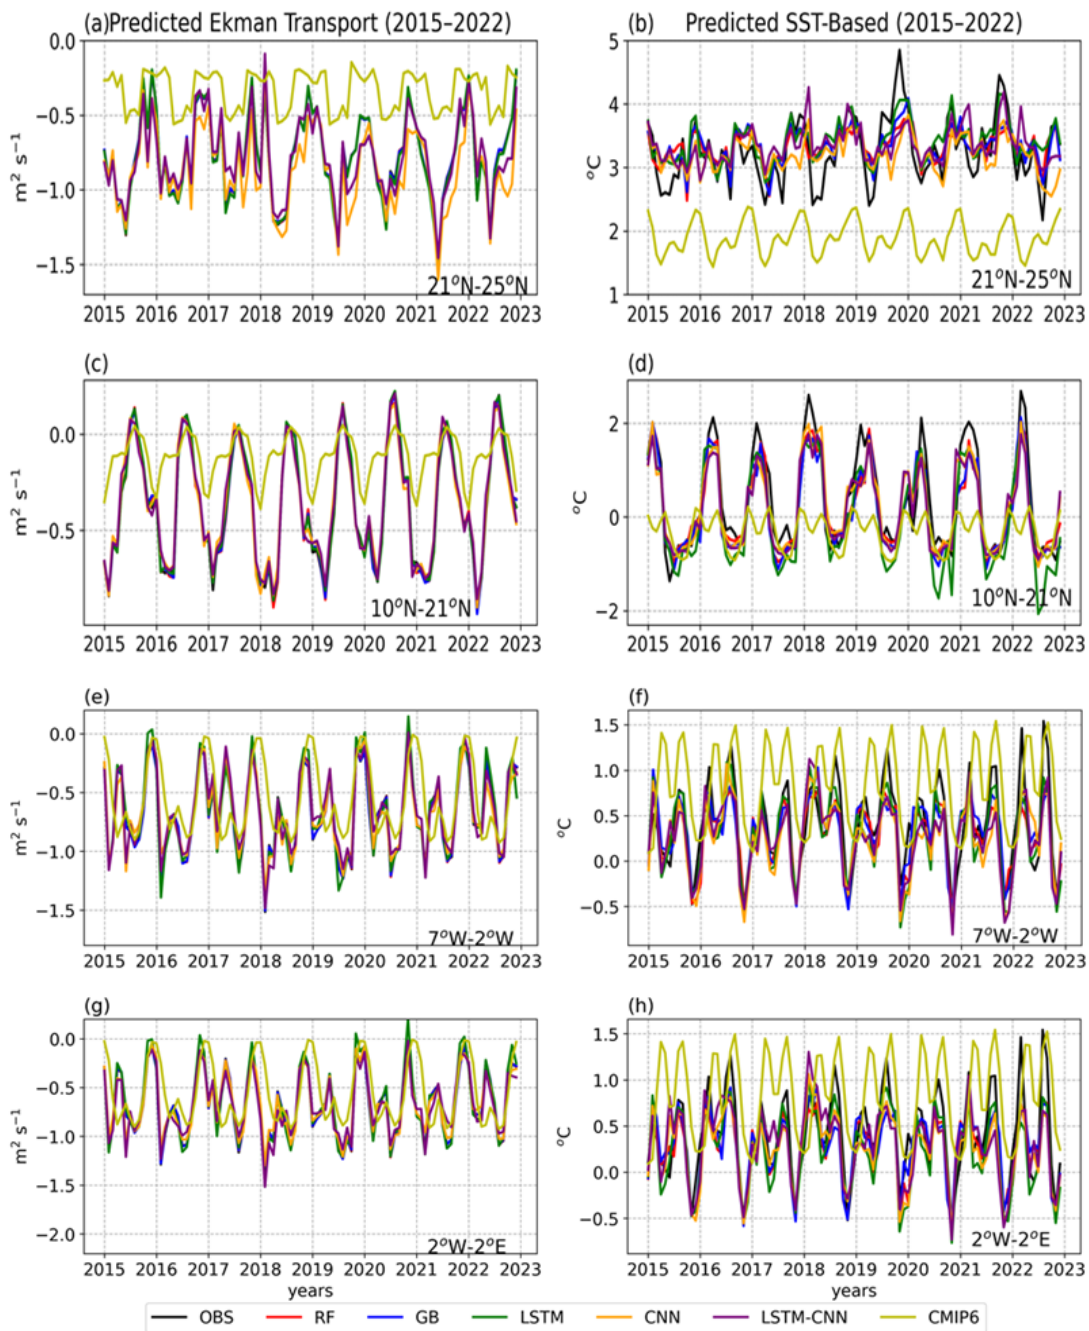 (a)Predicted Ekman Transport (2015–2022)
0.0
−0.5
−1.0
−1.5
m² s⁻¹
21°N-25°N
2015 2016 2017 2018 2019 2020 2021 2022 2023
(b) Predicted SST-Based (2015–2022)
5
4
3
2
1
°C
21°N-25°N
2015 2016 2017 2018 2019 2020 2021 2022 2023
(c)
0.0
−0.5
m² s⁻¹
10°N-21°N
2015 2016 2017 2018 2019 2020 2021 2022 2023
(d)
2
0
−2
°C
10°N-21°N
2015 2016 2017 2018 2019 2020 2021 2022 2023
(e)
0.0
−0.5
−1.0
−1.5
m² s⁻¹
7°W-2°W
2015 2016 2017 2018 2019 2020 2021 2022 2023
(f)
1.5
1.0
0.5
0.0
−0.5
°C
7°W-2°W
2015 2016 2017 2018 2019 2020 2021 2022 2023
(g)
0.0
−0.5
−1.0
−1.5
−2.0
m² s⁻¹
2°W-2°E
2015 2016 2017 2018 2019 2020 2021 2022 2023
years
(h)
1.5
1.0
0.5
0.0
−0.5
°C
2°W-2°E
2015 2016 2017 2018 2019 2020 2021 2022 2023
years
OBS RF GB LSTM CNN LSTM-CNN CMIP6